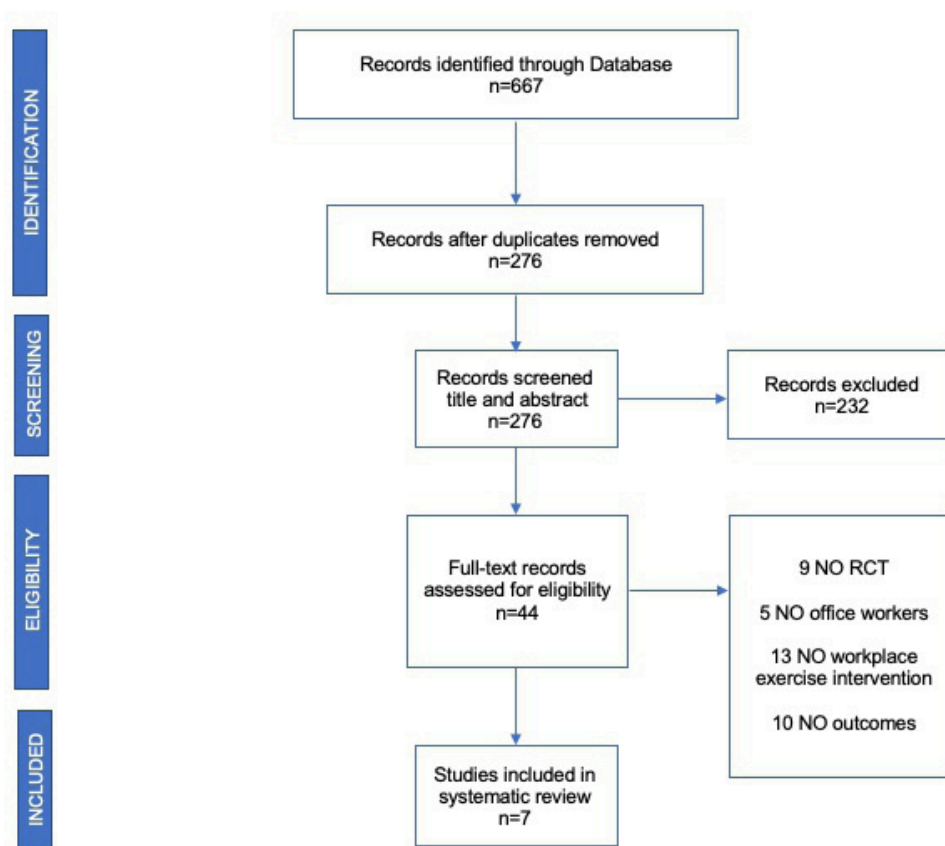 IDENTIFICATION
Records identified through Database
n=667
Records after duplicates removed
n=276
SCREENING
Records screened
title and abstract
n=276
Records excluded
n=232
ELIGIBILITY
Full-text records
assessed for eligibility
n=44
9 NO RCT
5 NO office workers
13 NO workplace
exercise intervention
10 NO outcomes
INCLUDED
Studies included in
systematic review
n=7